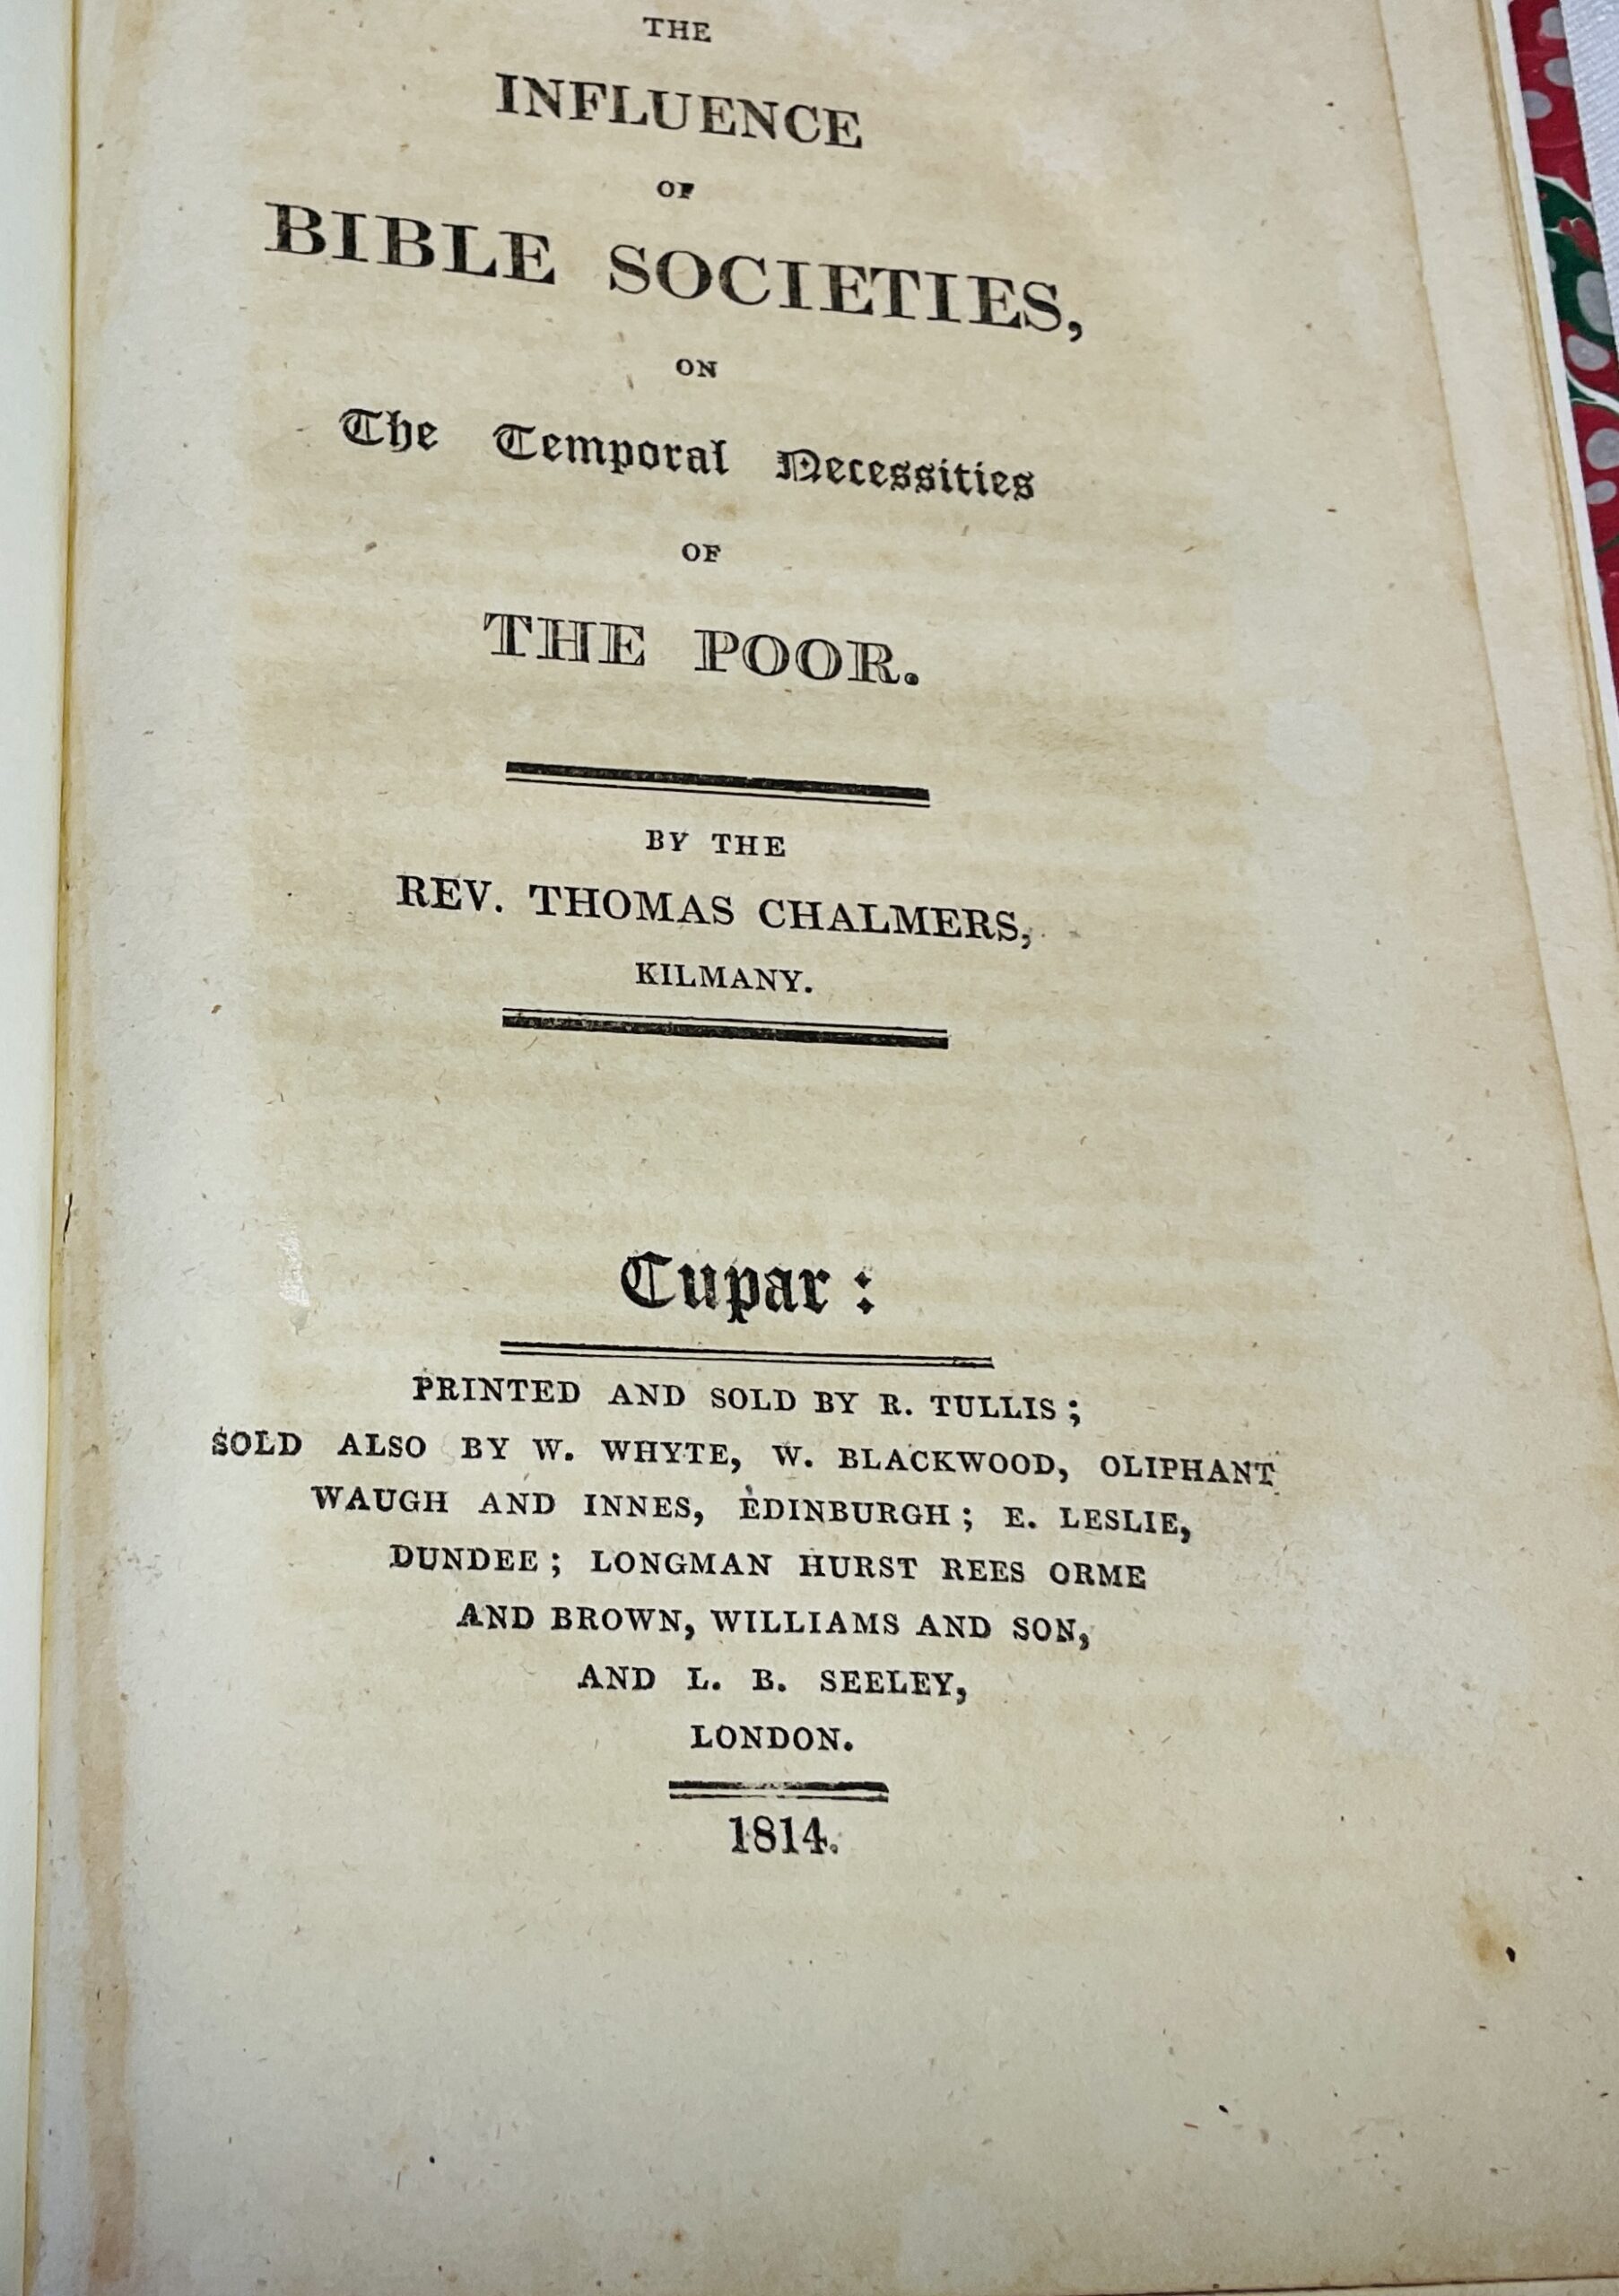 THE
INFLUENCE
OF
BIBLE SOCIETIES,
ON
The Temporal Necessities
OF
THE POOR.
BY THE
REV. THOMAS CHALMERS,
KILMANY.
Cupar:
PRINTED AND SOLD BY R. TULLIS;
SOLD ALSO BY W. WHYTE, W. BLACKWOOD, OLIPHANT
WAUGH AND INNES, EDINBURGH; E. LESLIE,
DUNDEE; LONGMAN HURST REES ORME
AND BROWN, WILLIAMS AND SON,
AND L. B. SEELEY,
LONDON.
1814.